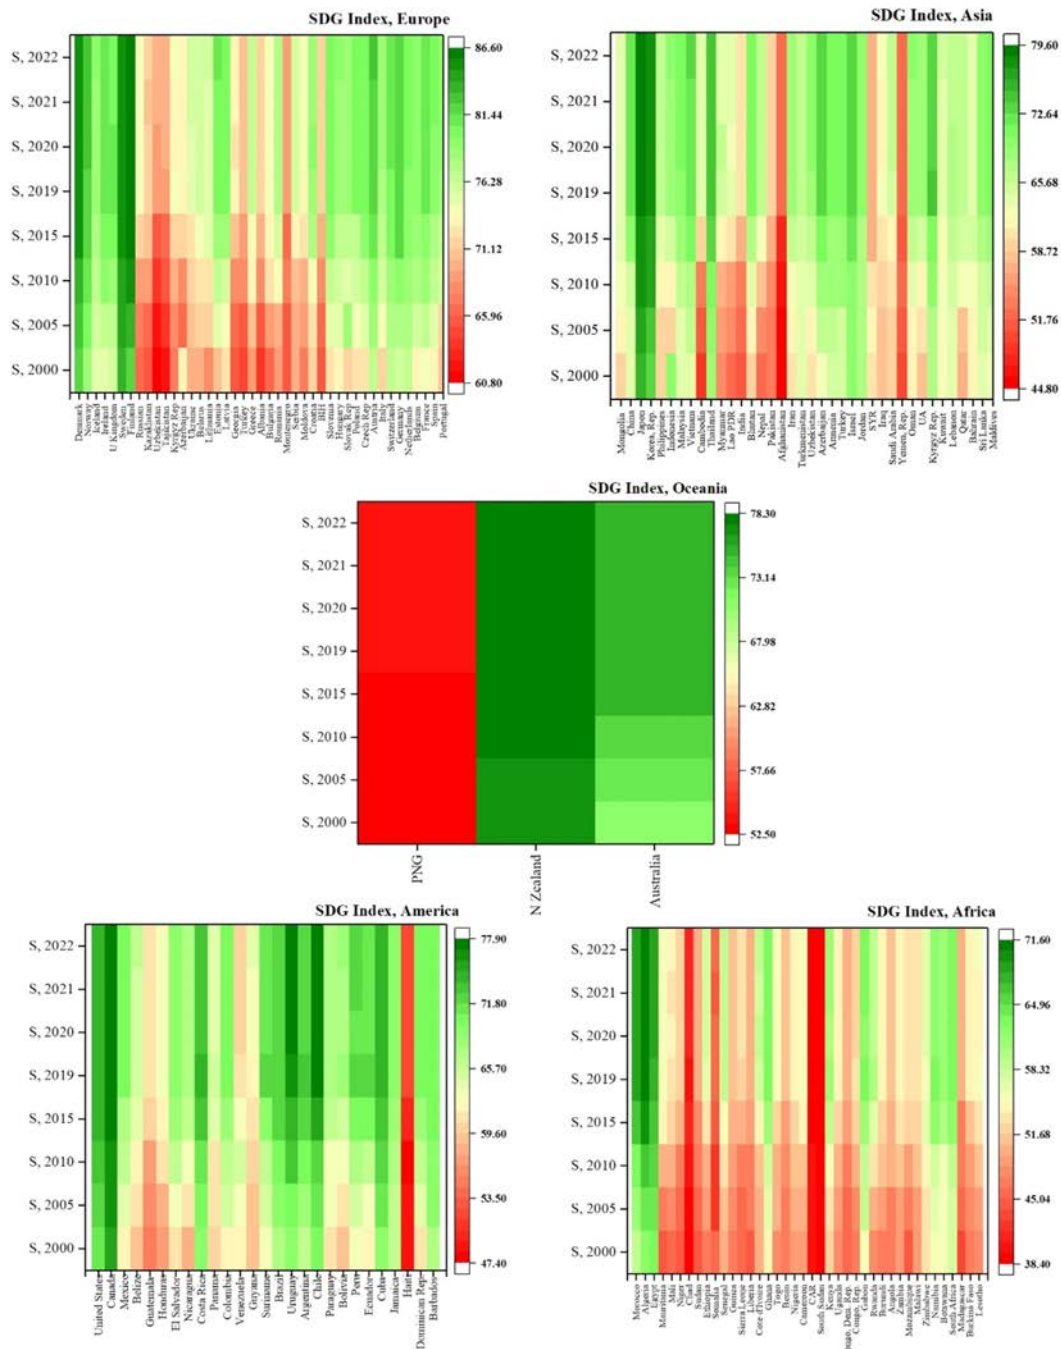 SDG Index, Europe
S, 2022
S, 2021
S, 2020
S, 2019
S, 2015
S, 2010
S, 2005
S, 2000
86.60
81.44
76.28
71.12
65.96
60.80
Denmark
Norway
Iceland
Ireland
U Kingdom
Sweden
Finland
Russian
Kazakhstan
Uzbekistan
Tajikistan
Kyrgyz Rep
Azerbaijan
Ukraine
Belarus
Lithuania
Estonia
Latvia
Georgia
Turkey
Greece
Albania
Bulgaria
Romania
Montenegro
Serbia
Moldova
Croatia
BIH
Slovenia
Hungary
Slovak Rep
Poland
Czech Rep
Austria
Italy
Switzerland
Germany
Netherlands
Belgium
France
Spain
Portugal
SDG Index, Asia
S, 2022
S, 2021
S, 2020
S, 2019
S, 2015
S, 2010
S, 2005
S, 2000
79.60
72.64
65.68
58.72
51.76
44.80
Mongolia
China
Japon
Korea, Rep.
Philippines
Indonesia
Malaysia
Vietnam
Cambodia
Thailand
Myanmar
Lao PDR
India
Bhutan
Nepal
Pakistan
Afghanistan
Iran
Turkmenistan
Uzbekistan
Azerbaijan
Armenia
Turkey
Israel
Jordan
SYR
Iraq
Saudi Arabia
Yemen, Rep.
Oman
UA
Kyrgyz Rep.
Kuwait
Lebanon
Qatar
Bahrain
Sri Lanka
Maldives
SDG Index, Oceania
S, 2022
S, 2021
S, 2020
S, 2019
S, 2015
S, 2010
S, 2005
S, 2000
78.30
73.14
67.98
62.82
57.66
52.50
PNG
N Zealand
Australia
SDG Index, America
S, 2022
S, 2021
S, 2020
S, 2019
S, 2015
S, 2010
S, 2005
S, 2000
77.90
71.80
65.70
59.60
53.50
47.40
United States
Canada
Mexico
Belize
Guatemala
Honduras
El Salvador
Nicaragua
Costa Rica
Panama
Colombia
Venezuela
Guyana
Suriname
Brazil
Uruguay
Argentina
Chile
Paraguay
Bolivia
Peru
Ecuador
Cuba
Jamaica
Haiti
Dominican Rep
Barbados
SDG Index, Africa
S, 2022
S, 2021
S, 2020
S, 2019
S, 2015
S, 2010
S, 2005
S, 2000
71.60
64.96
58.32
51.68
45.04
38.40
Morocco
Algeria
Egypt
Mauritania
Mali
Niger
Chad
Sudan
Ethiopia
Somalia
Senegal
Guinea
Sierra Leone
Liberia
Cote d'Ivoire
Ghana
Togo
Benin
Nigeria
Cameroon
CAR
South Sudan
Kenya
Uganda
ongo, Dem. Rep.
Congo, Rep.
Gabon
Rwanda
Burundi
Angola
Zambia
Mozambique
Malawi
Zimbabwe
Namibia
Botswana
South Africa
Madagascar
Burkina Faso
Lesotho